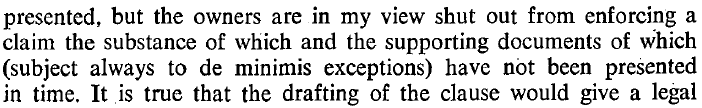 presented, but the owners are in my view shut out from enforcing a
claim the substance of which and the supporting documents of which
(subject always to de minimis exceptions) have not been presented
in time. It is true that the drafting of the clause would give a legal